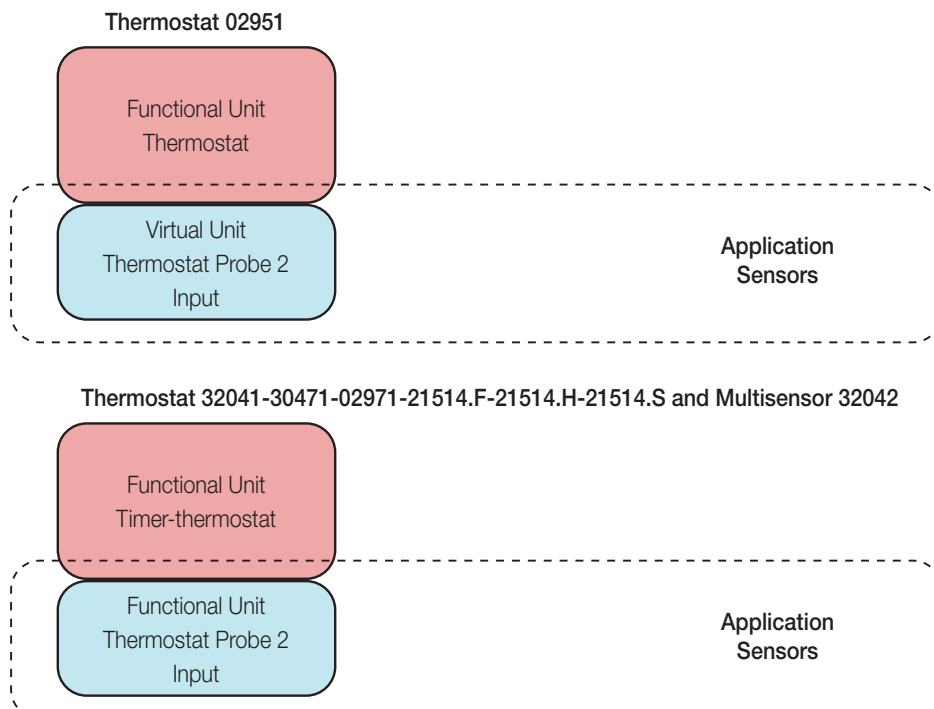 Thermostat 02951
Functional Unit
Thermostat
Virtual Unit
Thermostat Probe 2
Input
Application
Sensors
Thermostat 32041-30471-02971-21514.F-21514.H-21514.S and Multisensor 32042
Functional Unit
Timer-thermostat
Functional Unit
Thermostat Probe 2
Input
Application
Sensors